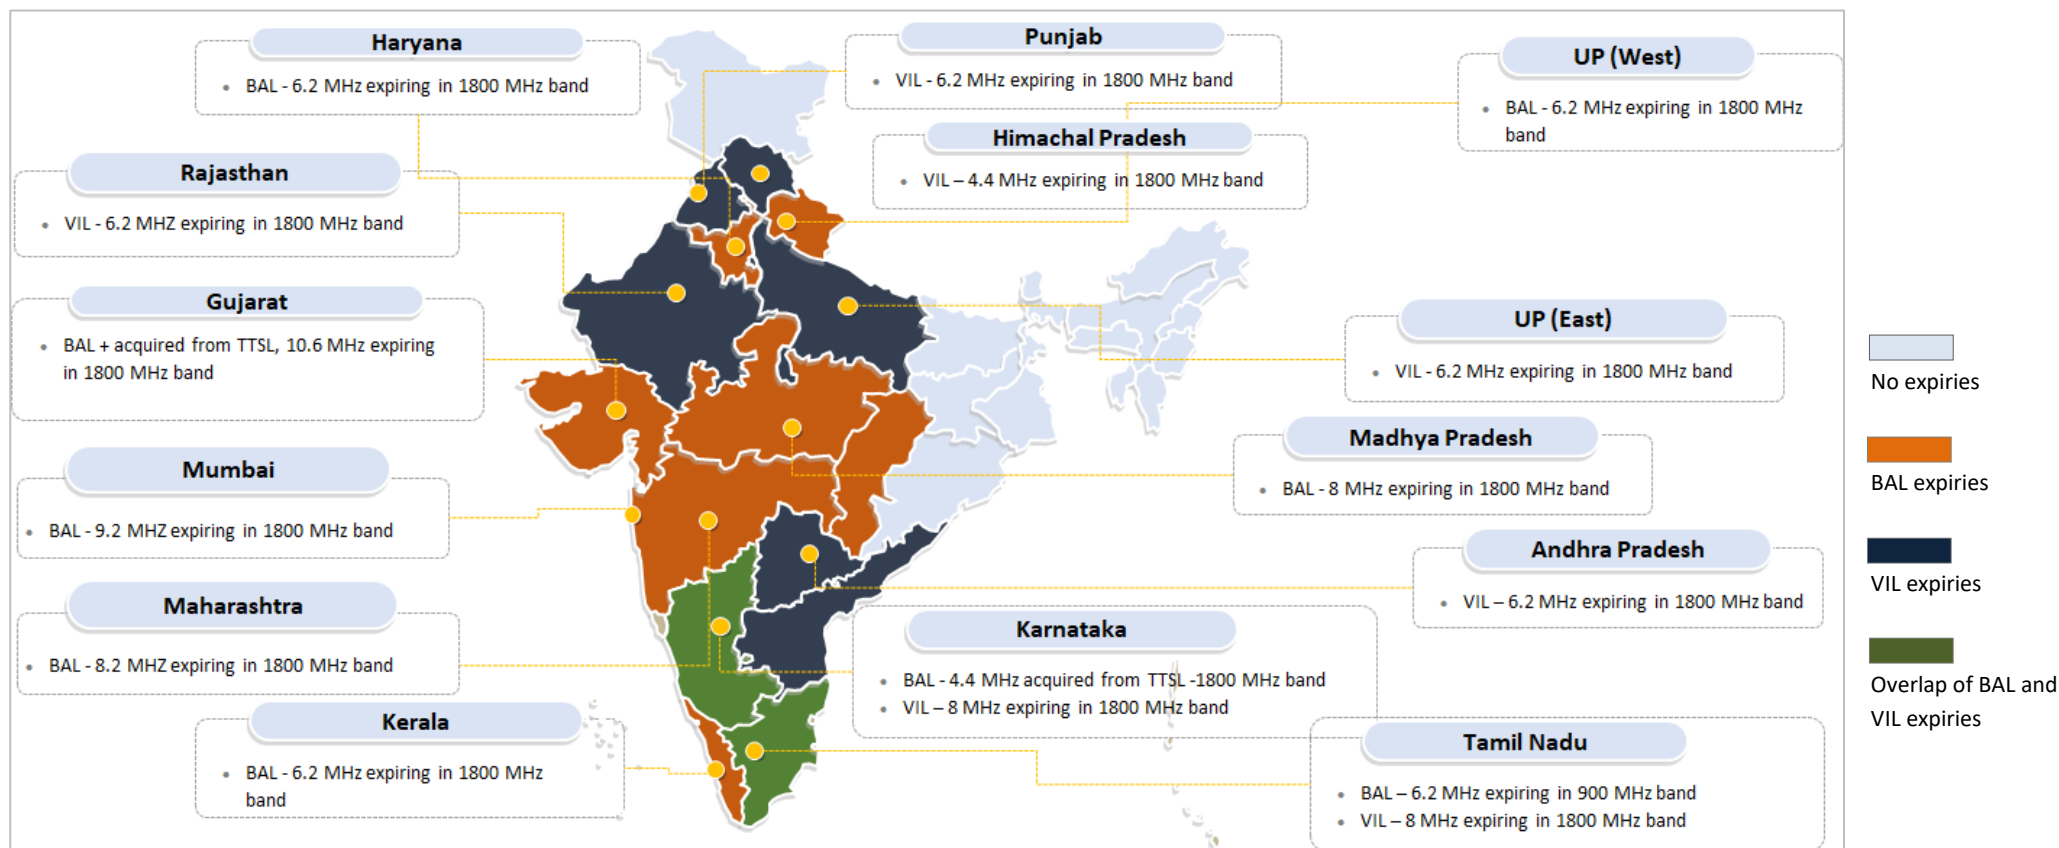 Haryana
• BAL - 6.2 MHz expiring in 1800 MHz band
Punjab
• VIL - 6.2 MHz expiring in 1800 MHz band
UP (West)
• BAL - 6.2 MHz expiring in 1800 MHz
band
Himachal Pradesh
• VIL – 4.4 MHz expiring in 1800 MHz band
Rajasthan
• VIL - 6.2 MHZ expiring in 1800 MHz band
Gujarat
• BAL + acquired from TTSL, 10.6 MHz expiring
in 1800 MHz band
UP (East)
• VIL - 6.2 MHz expiring in 1800 MHz band
Madhya Pradesh
• BAL - 8 MHz expiring in 1800 MHz band
Mumbai
• BAL - 9.2 MHZ expiring in 1800 MHz band
Andhra Pradesh
• VIL – 6.2 MHz expiring in 1800 MHz band
Maharashtra
• BAL - 8.2 MHZ expiring in 1800 MHz band
Karnataka
• BAL - 4.4 MHz acquired from TTSL -1800 MHz band
• VIL – 8 MHz expiring in 1800 MHz band
Kerala
• BAL - 6.2 MHz expiring in 1800 MHz
band
Tamil Nadu
• BAL – 6.2 MHz expiring in 900 MHz band
• VIL – 8 MHz expiring in 1800 MHz band
No expiries
BAL expiries
VIL expiries
Overlap of BAL and
VIL expiries